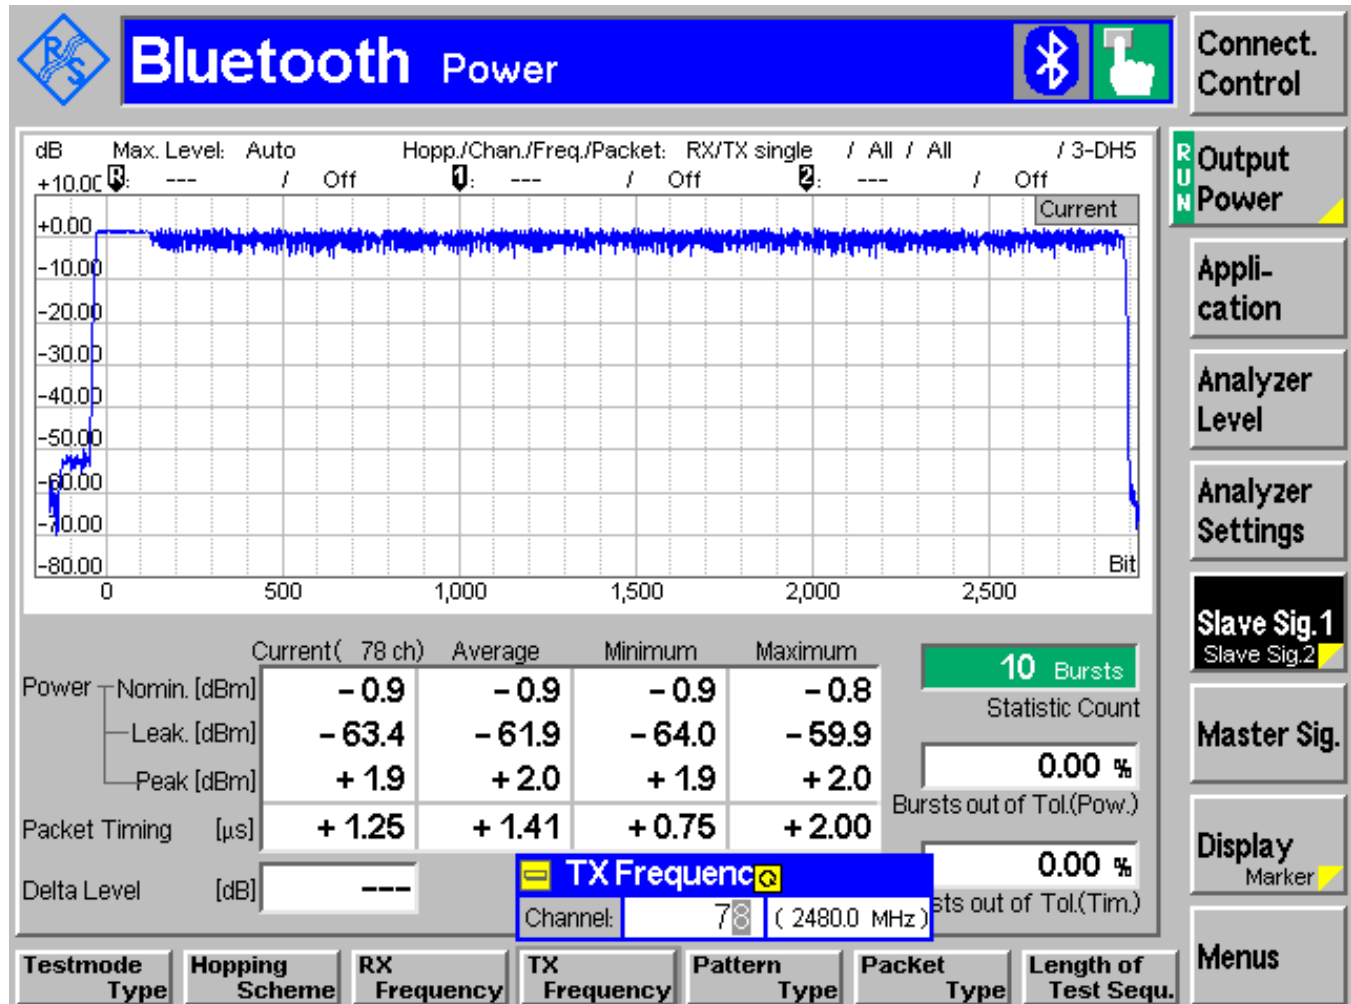 R S Bluetooth Power
Connect. Control
dB Max. Level: Auto Hopp./Chan./Freq./Packet: RX/TX single / All / All / 3-DH5
+10.00 R: --- / Off 1: --- / Off 2: --- / Off
Current
+0.00
-10.00
-20.00
-30.00
-40.00
-50.00
-60.00
-70.00
-80.00
Bit
0 500 1,000 1,500 2,000 2,500
RUN
Output
Power
Appli-
cation
Analyzer
Level
Analyzer
Settings
Slave Sig.1
Slave Sig.2
Master Sig.
Display
Marker
Menus
Current( 78 ch) Average Minimum Maximum
Power Nomin. [dBm] - 0.9 - 0.9 - 0.9 - 0.8
Leak. [dBm] - 63.4 - 61.9 - 64.0 - 59.9
Peak [dBm] + 1.9 + 2.0 + 1.9 + 2.0
Packet Timing [µs] + 1.25 + 1.41 + 0.75 + 2.00
Delta Level [dB] ---
10 Bursts
Statistic Count
0.00 %
Bursts out of Tol.(Pow.)
0.00 %
out of Tol.(Tim.)
TX Frequenc
Channel: 78 ( 2480.0 MHz )
Testmode Type
Hopping Scheme
RX Frequency
TX Frequency
Pattern Type
Packet Type
Length of Test Sequ.